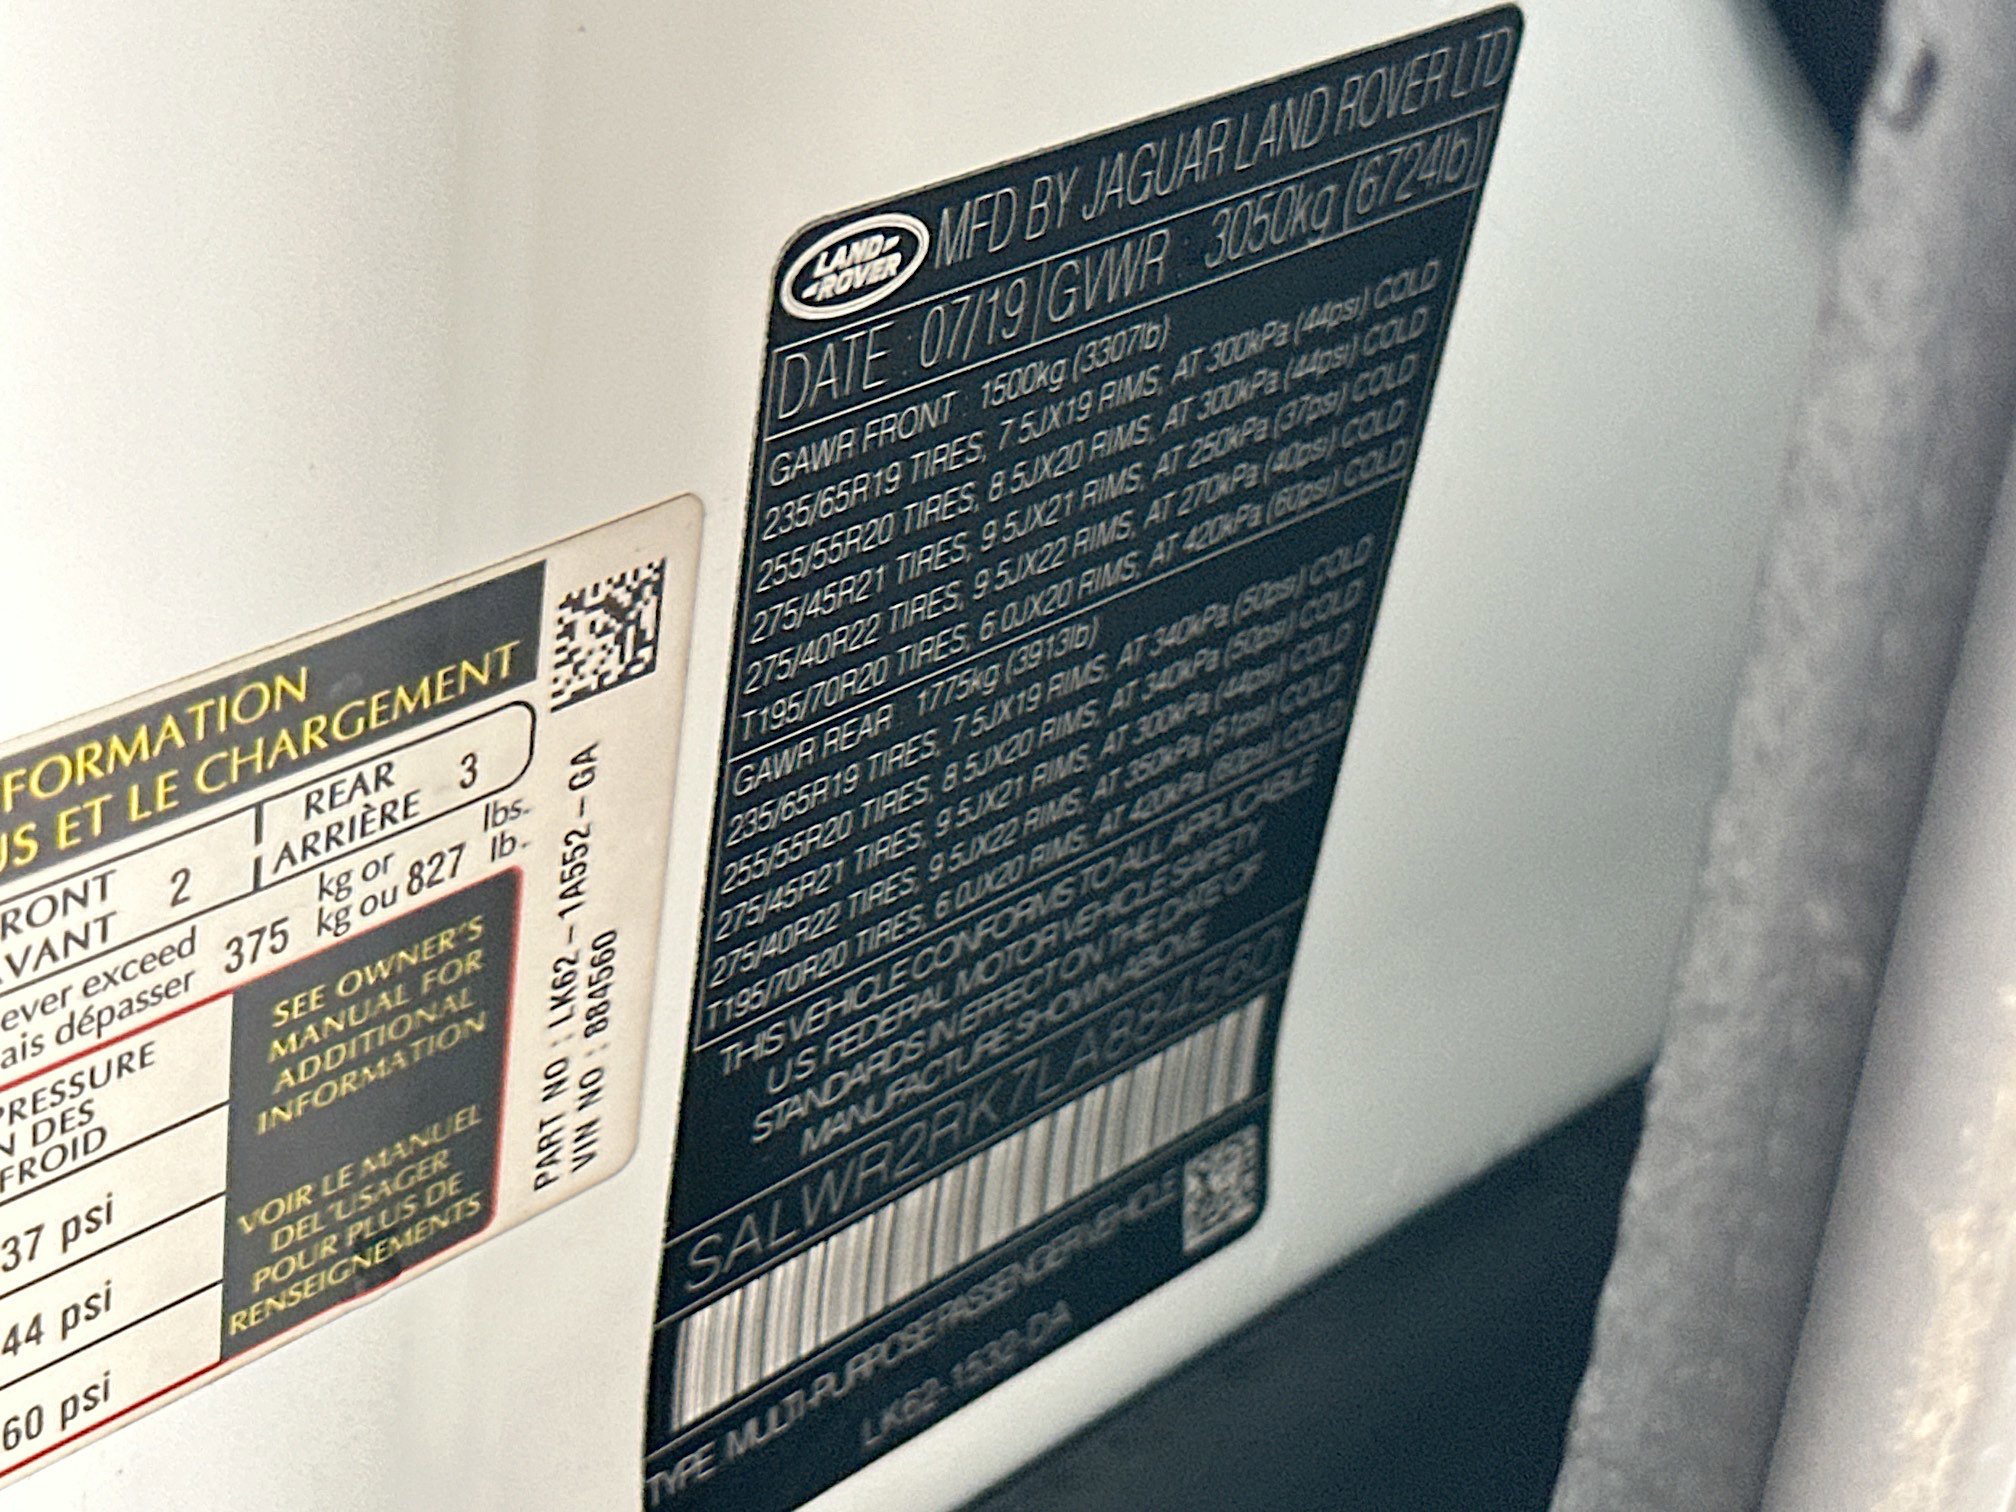 FORMATION
US ET LE CHARGEMENT
RONT 2 REAR 3
AVANT ARRIÈRE
ever exceed 375 kg or 827 lbs.
ais dépasser kg ou lb.
PRESSURE
N DES
FROID
37 psi
44 psi
60 psi
SEE OWNER'S
MANUAL FOR
ADDITIONAL
INFORMATION
VOIR LE MANUEL
DEL'USAGER
POUR PLUS DE
RENSEIGNEMENTS
PART NO : LK62-1A552-GA
VIN NO : 884560
LAND
ROVER
MFD BY JAGUAR LAND ROVER LTD
DATE : 07/19 GVWR : 3050kg (6724lb)
GAWR FRONT : 1500kg (3307lb)
235/65R19 TIRES, 7.5JX19 RIMS, AT 300kPa (44psi) COLD
255/55R20 TIRES, 8.5JX20 RIMS, AT 300kPa (44psi) COLD
275/45R21 TIRES, 9.5JX21 RIMS, AT 250kPa (37psi) COLD
275/40R22 TIRES, 9.5JX22 RIMS, AT 270kPa (40psi) COLD
T195/70R20 TIRES, 6.0JX20 RIMS, AT 420kPa (60psi) COLD
GAWR REAR : 1775kg (3913lb)
235/65R19 TIRES, 7.5JX19 RIMS, AT 340kPa (50psi) COLD
255/55R20 TIRES, 8.5JX20 RIMS, AT 340kPa (50psi) COLD
275/45R21 TIRES, 9.5JX21 RIMS, AT 300kPa (44psi) COLD
275/40R22 TIRES, 9.5JX22 RIMS, AT 350kPa (51psi) COLD
T195/70R20 TIRES, 6.0JX20 RIMS, AT 420kPa (60psi) COLD
THIS VEHICLE CONFORMS TO ALL APPLICABLE
U S FEDERAL MOTOR VEHICLE SAFETY
STANDARDS IN EFFECT ON THE DATE OF
MANUFACTURE SHOWN ABOVE
SALWR2RK7LA884560
TYPE MULTI-PURPOSE PASSENGER VEHICLE
LK62-1532-DA